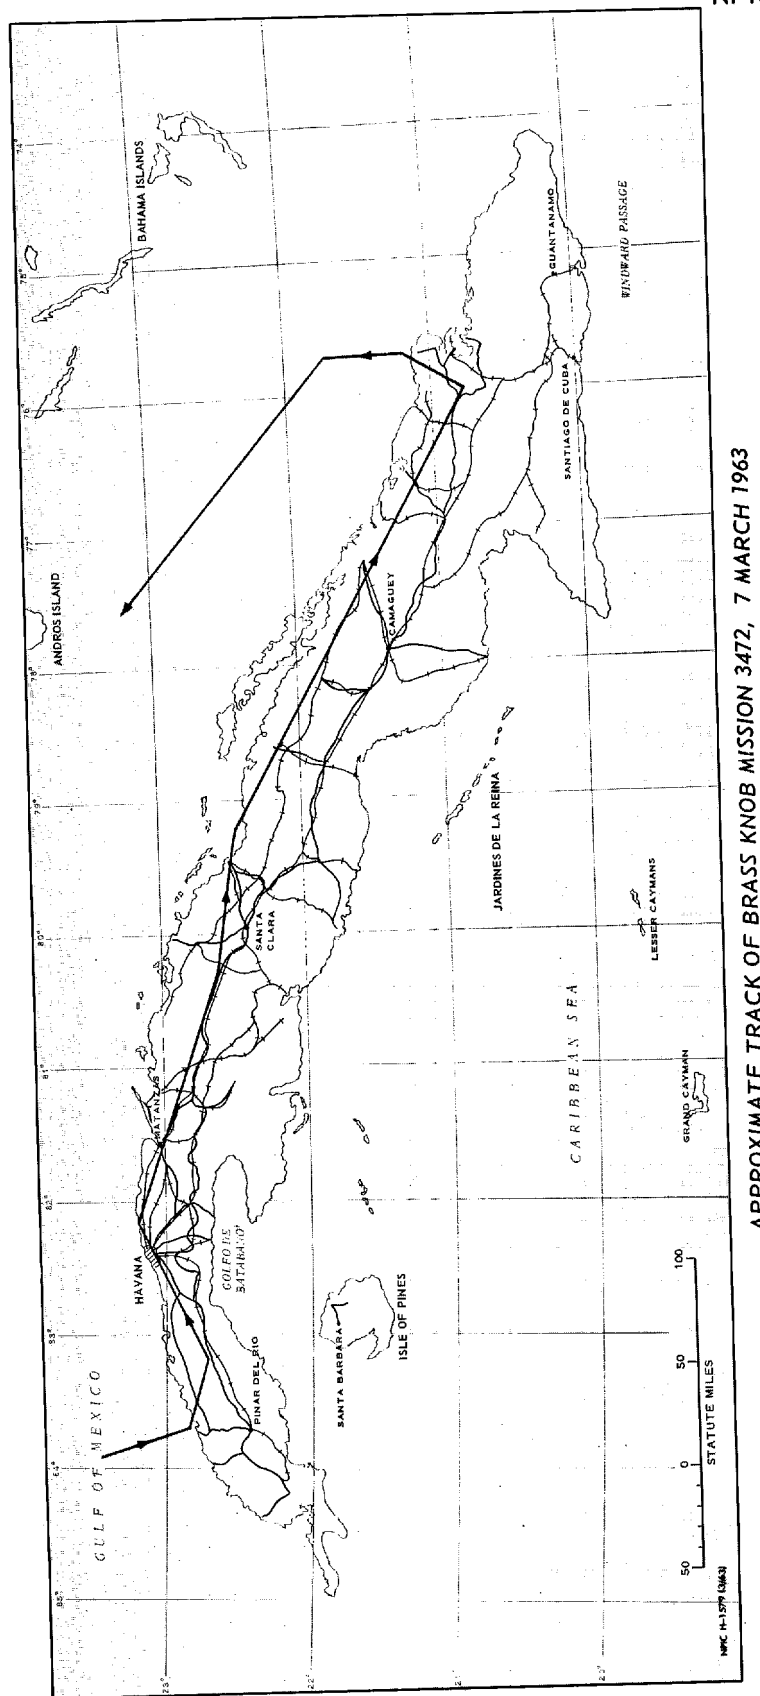 74°
75°
76°
77°
78°
79°
80°
81°
82°
83°
84°
85°
BAHAMA ISLANDS
ANDROS ISLAND
GUANTANAMO
WINDWARD PASSAGE
SANTIAGO DE CUBA
CAMAGUEY
JARDINES DE LA REINA
SANTA
CLARA
LESSER CAYMANS
CARIBBEAN SEA
MATANZAS
GRAND CAYMAN
HAVANA
GOLFO DE
BATABANO
PINAR DEL RIO
SANTA BARBARA
ISLE OF PINES
GULF OF MEXICO
23°
22°
21°
20°
50 0 50 100
STATUTE MILES
NPIC H-1579 (3/63)
APPROXIMATE TRACK OF BRASS KNOB MISSION 3472, 7 MARCH 1963